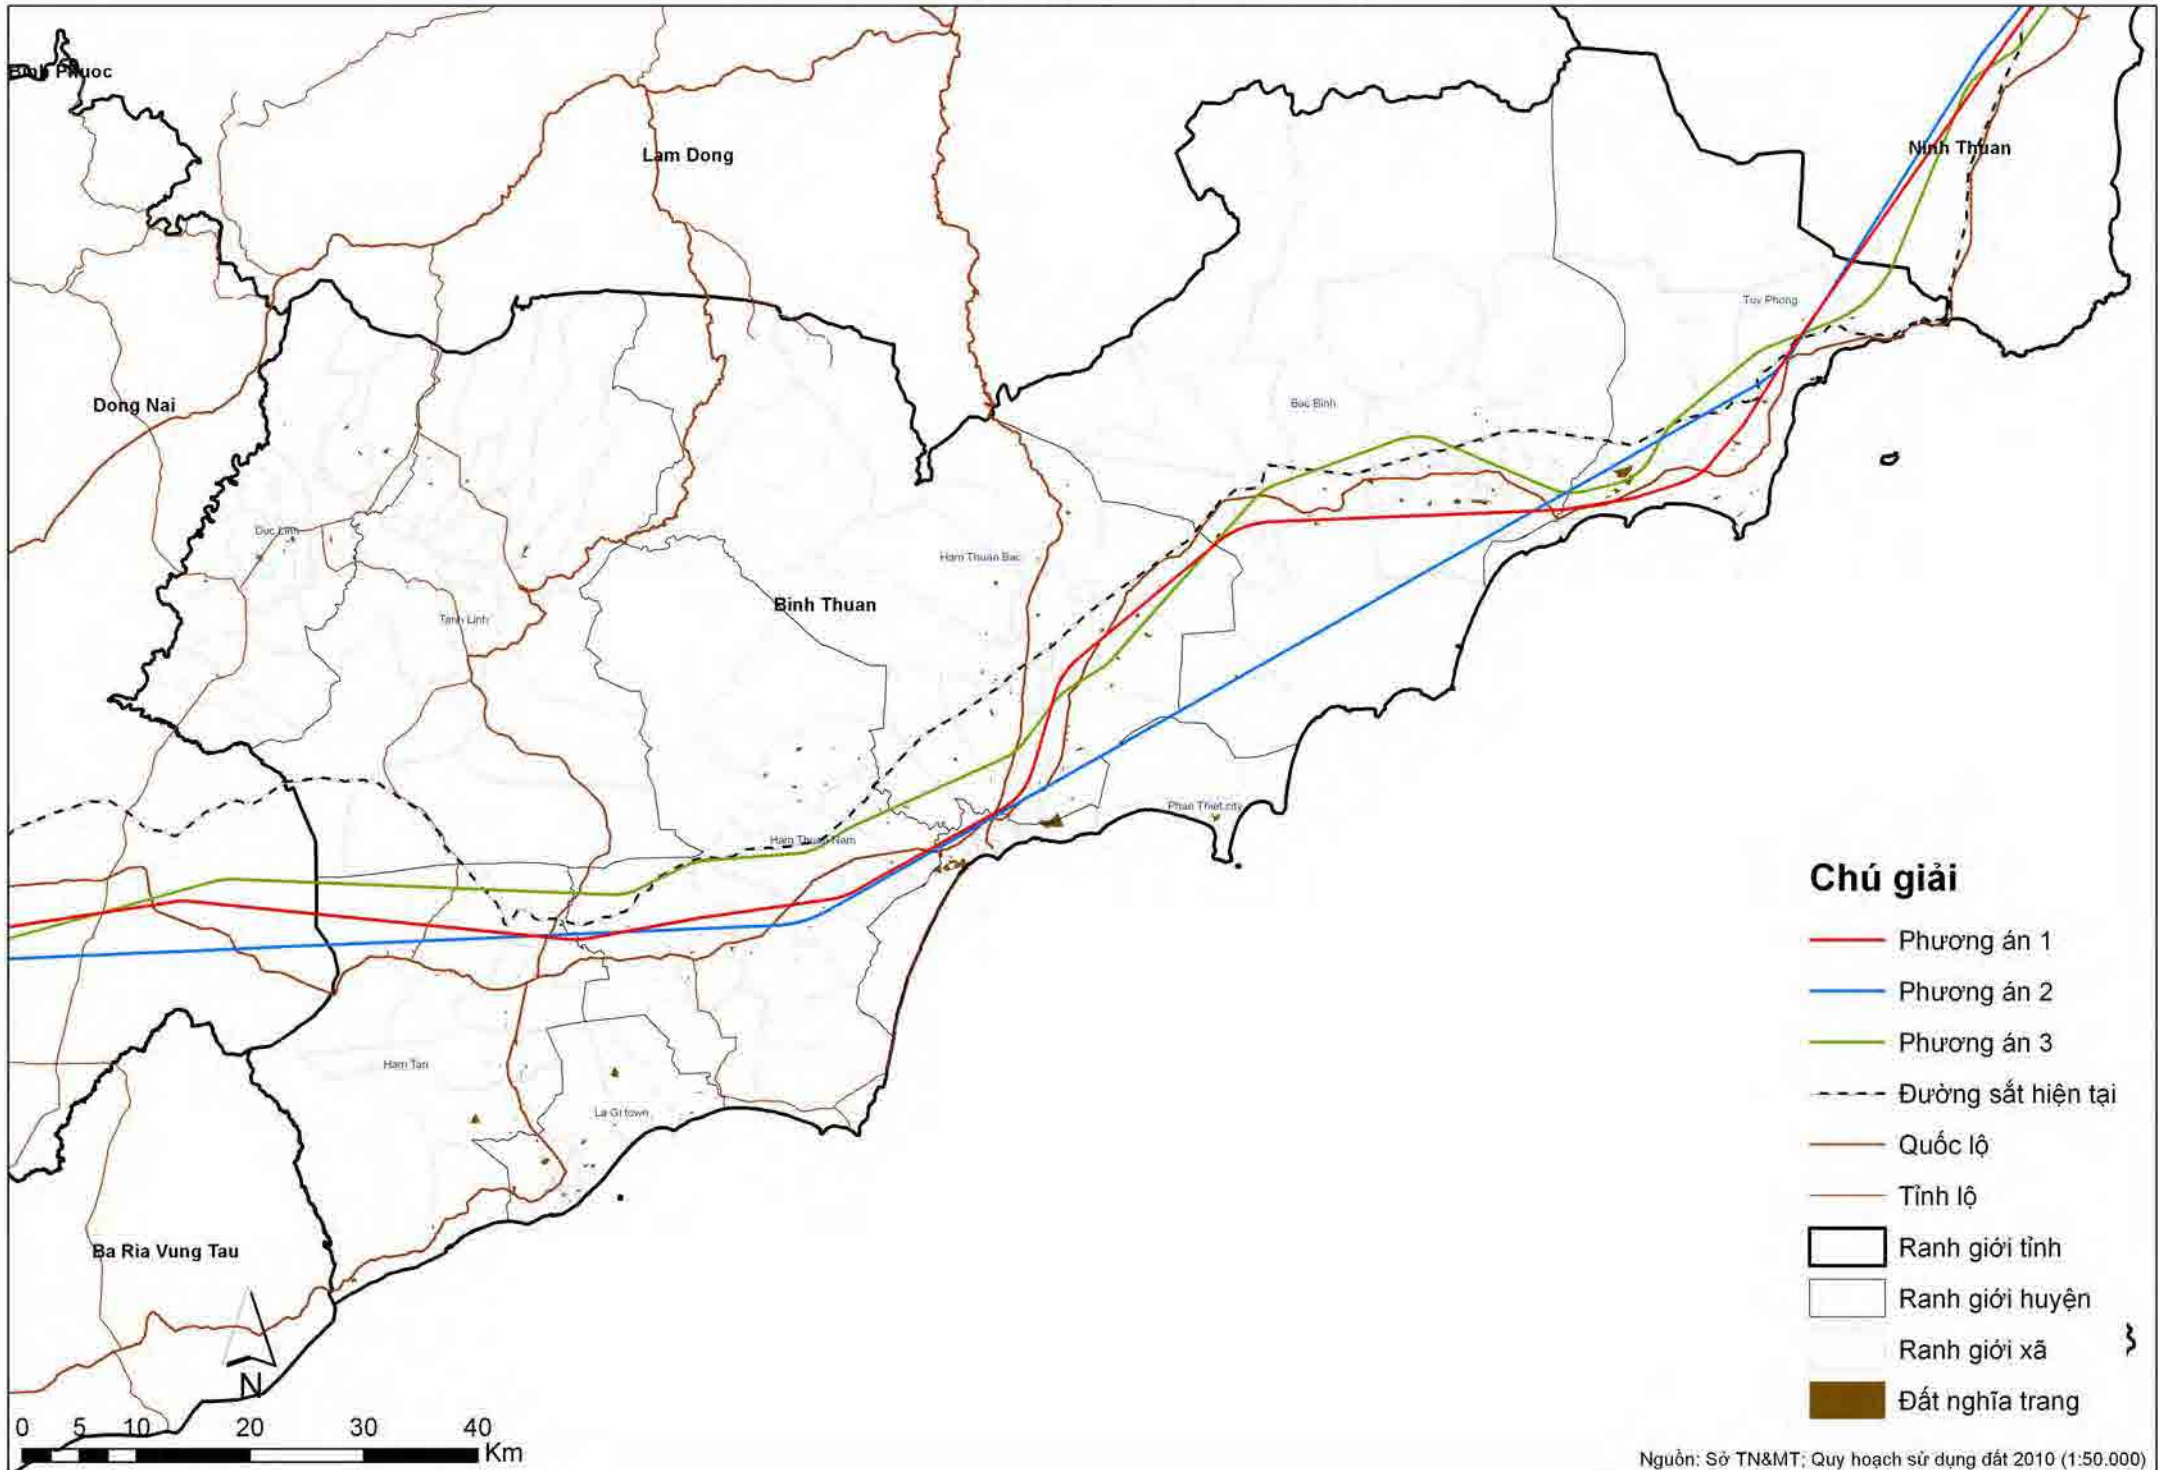 Binh Phuoc
Lam Dong
Ninh Thuan
Tuy Phong
Dong Nai
Bac Binh
Duc Linh
Ham Thuan Bac
Binh Thuan
Tanh Linh
Phan Thiet city
Ham Thuan Nam
Ham Tan
La Gi town
Ba Ria Vung Tau
N
0 5 10 20 30 40
Km
Chú giải
Phương án 1
Phương án 2
Phương án 3
Đường sắt hiện tại
Quốc lộ
Tỉnh lộ
Ranh giới tỉnh
Ranh giới huyện
Ranh giới xã
Đất nghĩa trang
Nguồn: Sở TN&MT; Quy hoạch sử dụng đất 2010 (1:50.000)